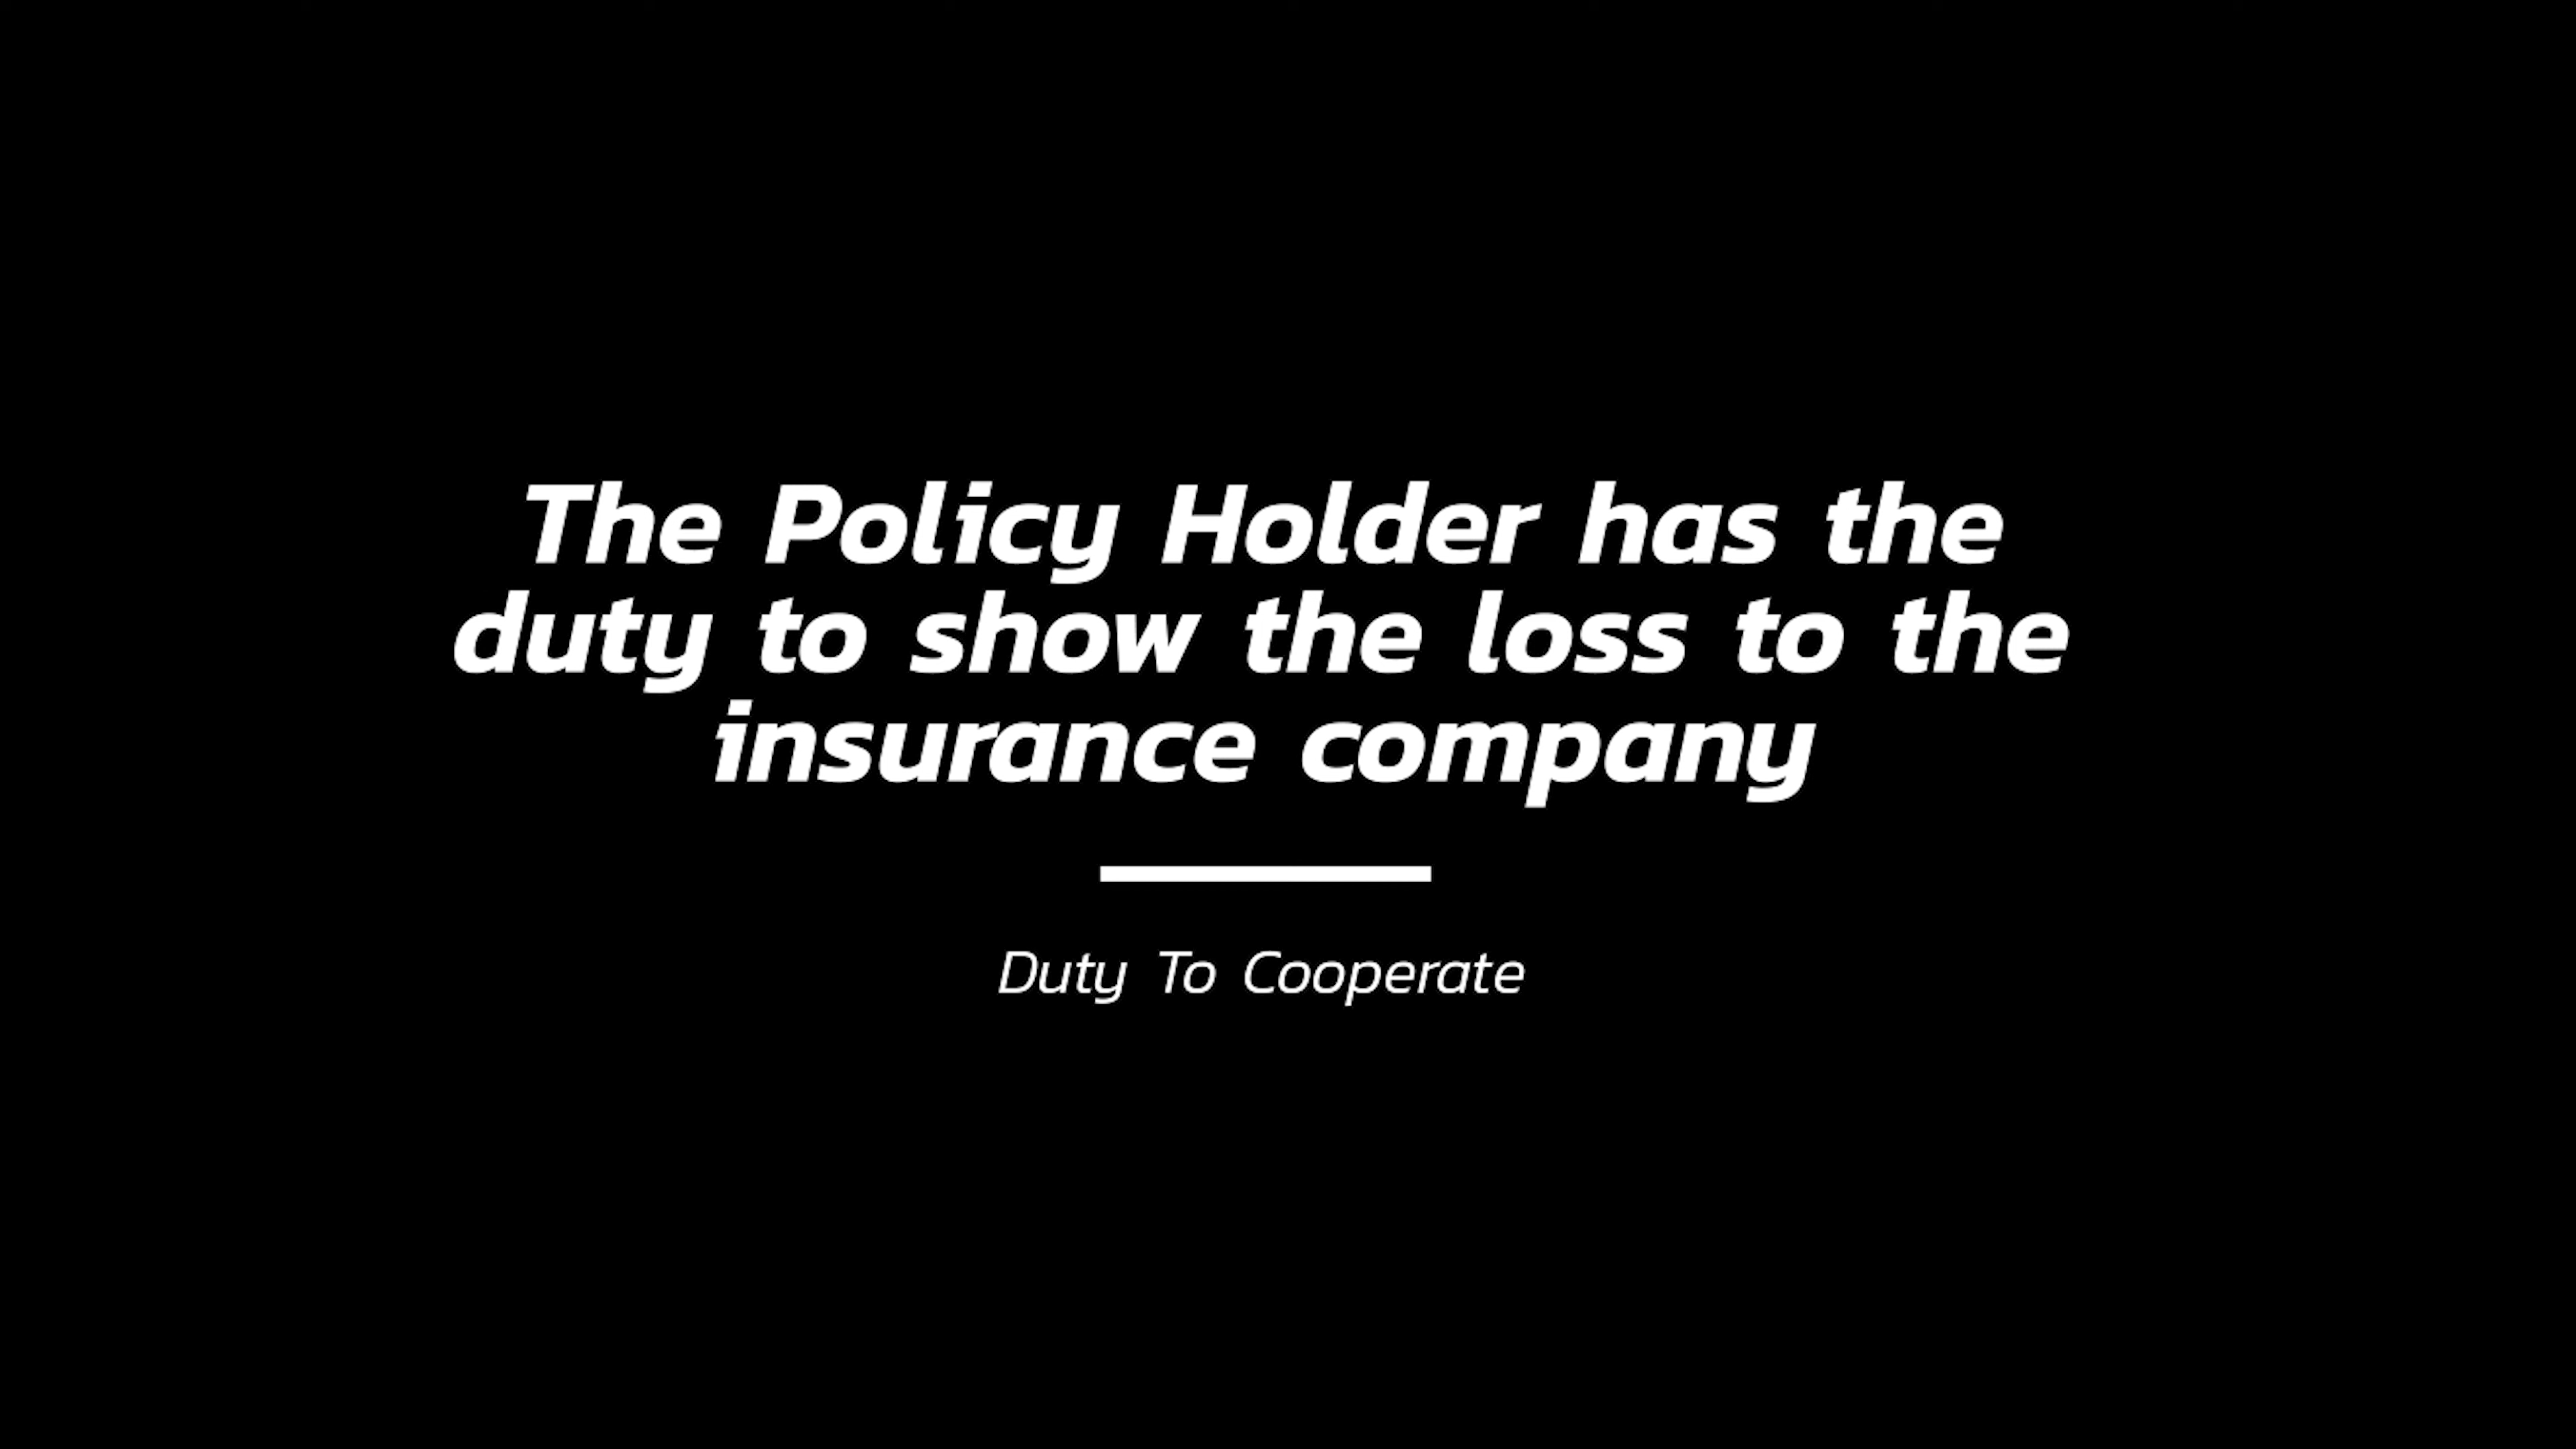 The Policy Holder has the
duty to show the loss to the
insurance company
Duty To Cooperate